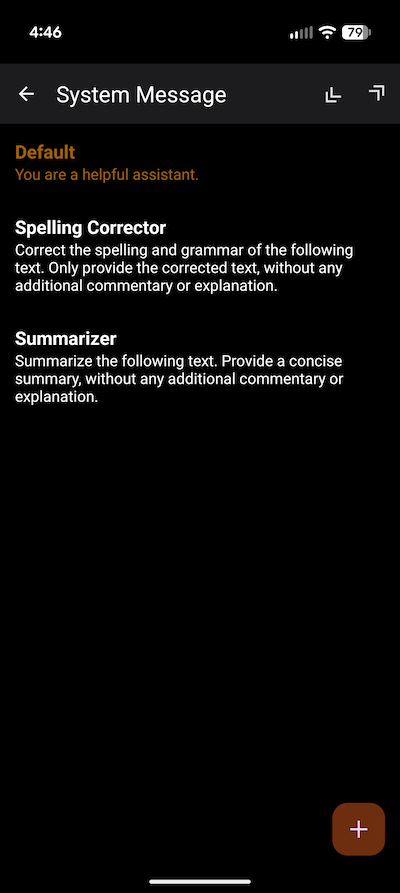 4:46
79
System Message
Default
You are a helpful assistant.
Spelling Corrector
Correct the spelling and grammar of the following
text. Only provide the corrected text, without any
additional commentary or explanation.
Summarizer
Summarize the following text. Provide a concise
summary, without any additional commentary or
explanation.